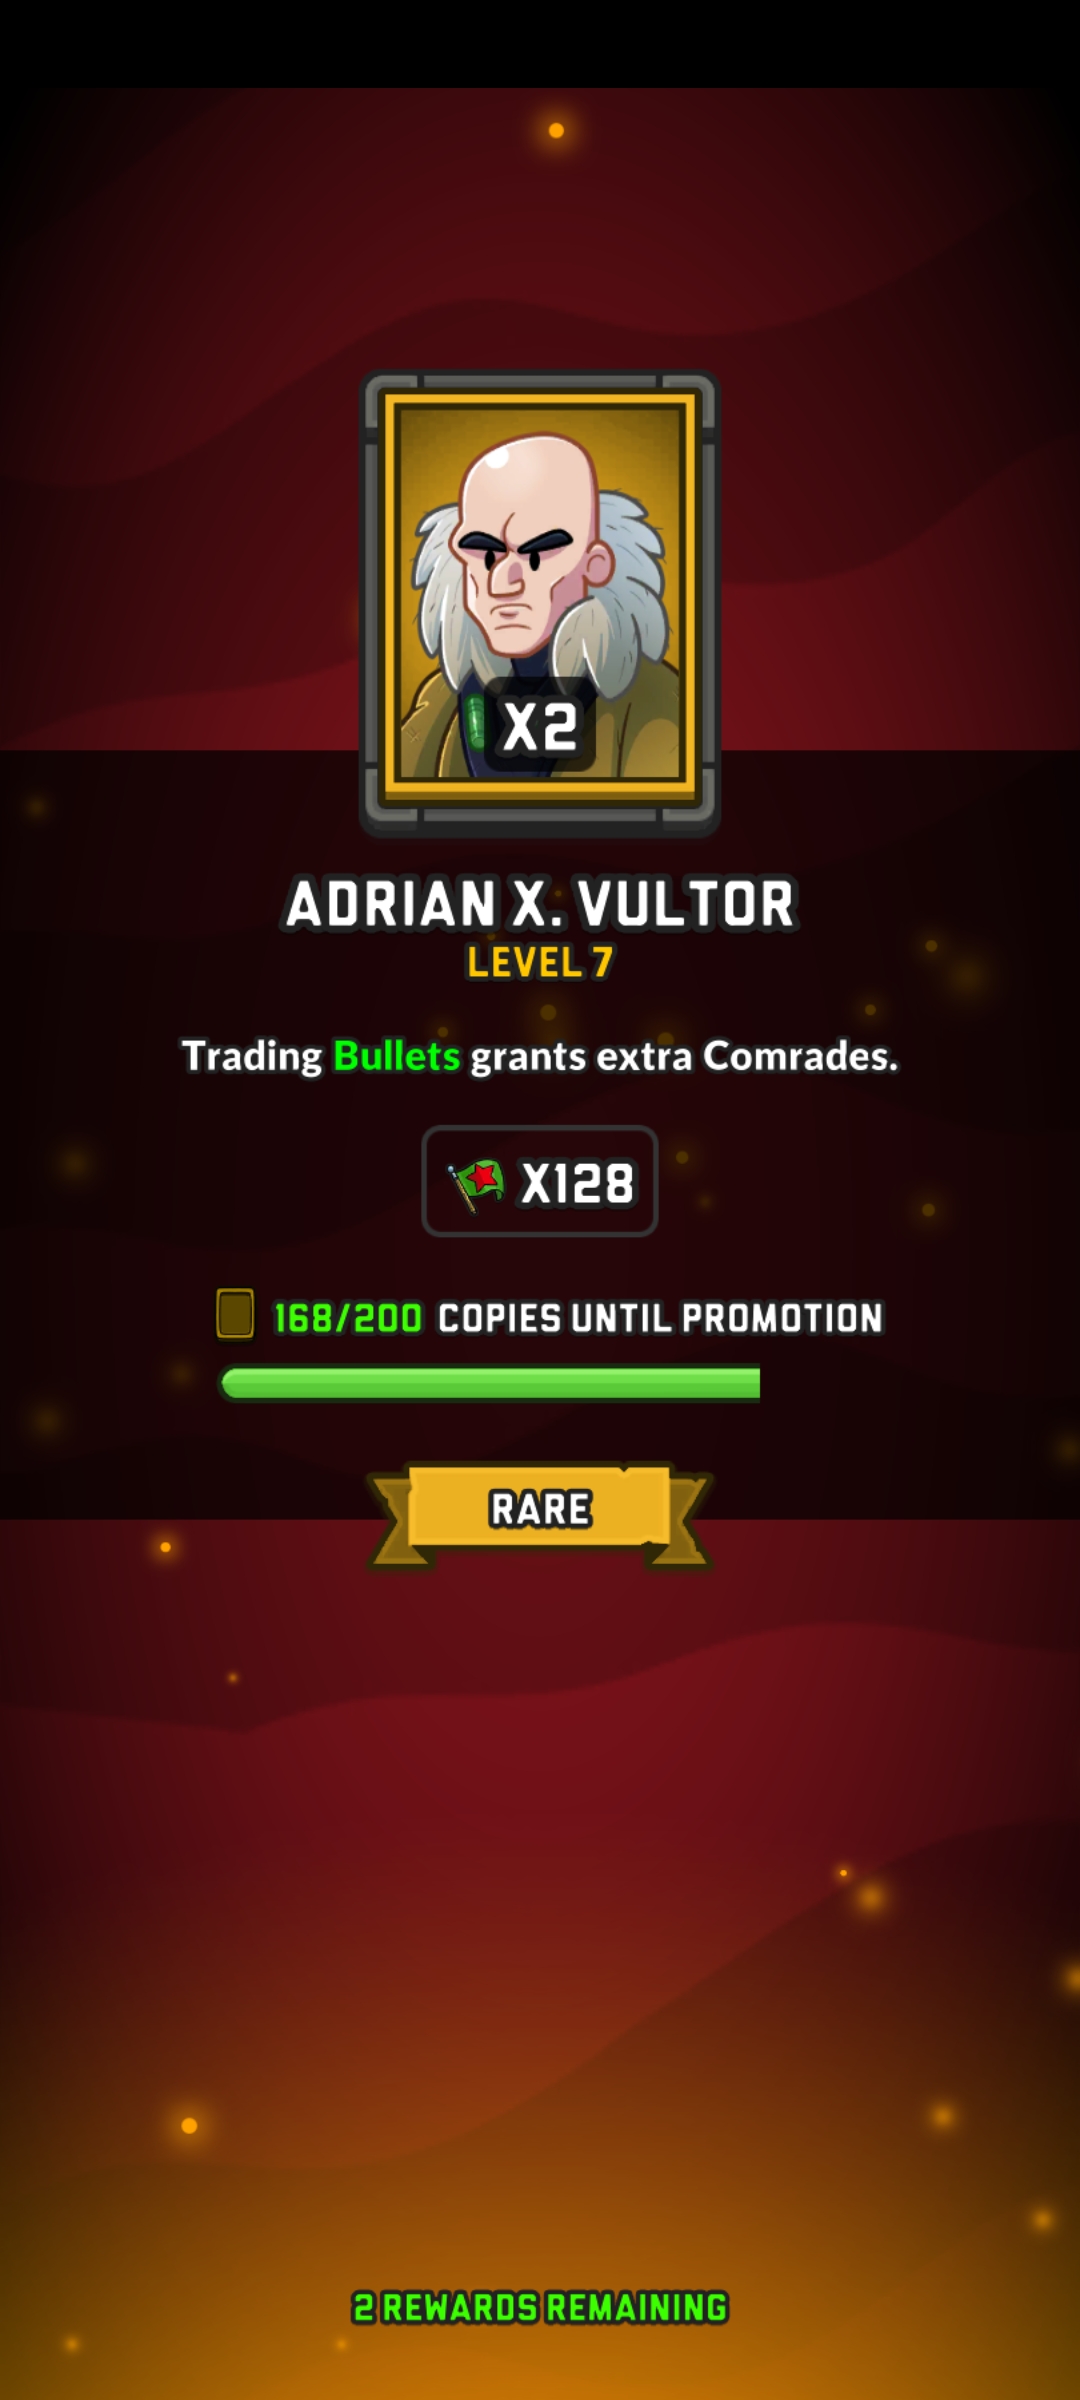 X2
ADRIAN X. VULTOR
LEVEL 7
Trading Bullets grants extra Comrades.
X128
168/200 COPIES UNTIL PROMOTION
RARE
2 REWARDS REMAINING